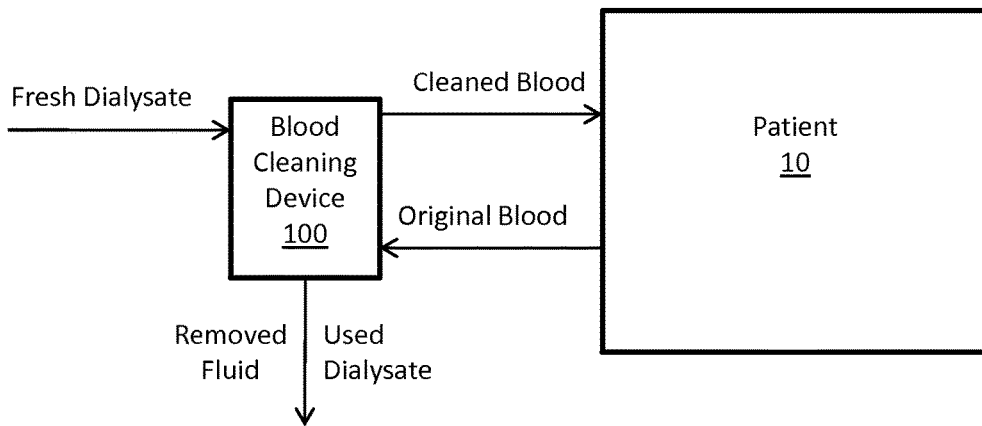 Fresh Dialysate
Blood
Cleaning
Device
100
Cleaned Blood
Original Blood
Patient
10
Removed
Fluid
Used
Dialysate